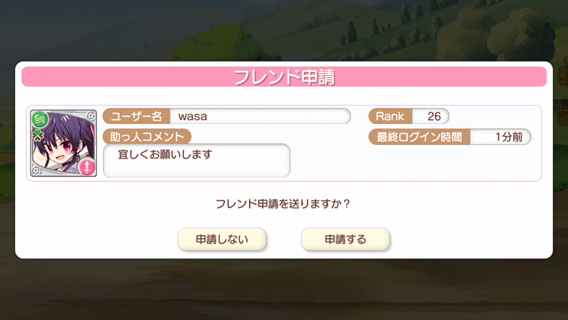 フレンド申請
ユーザー名 wasa
Rank 26
助っ人コメント
最終ログイン時間 1分前
宜しくお願いします
フレンド申請を送りますか？
申請しない 申請する